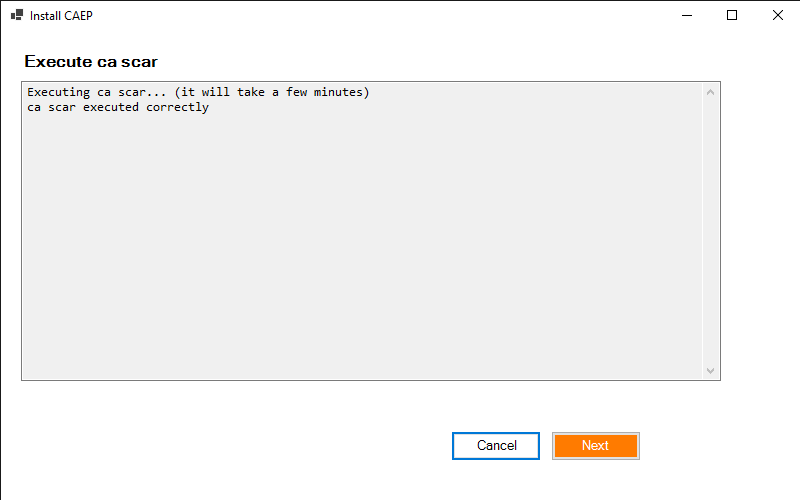 Install CAEP
Execute ca scar
Executing ca scar... (it will take a few minutes)
ca scar executed correctly
Cancel
Next